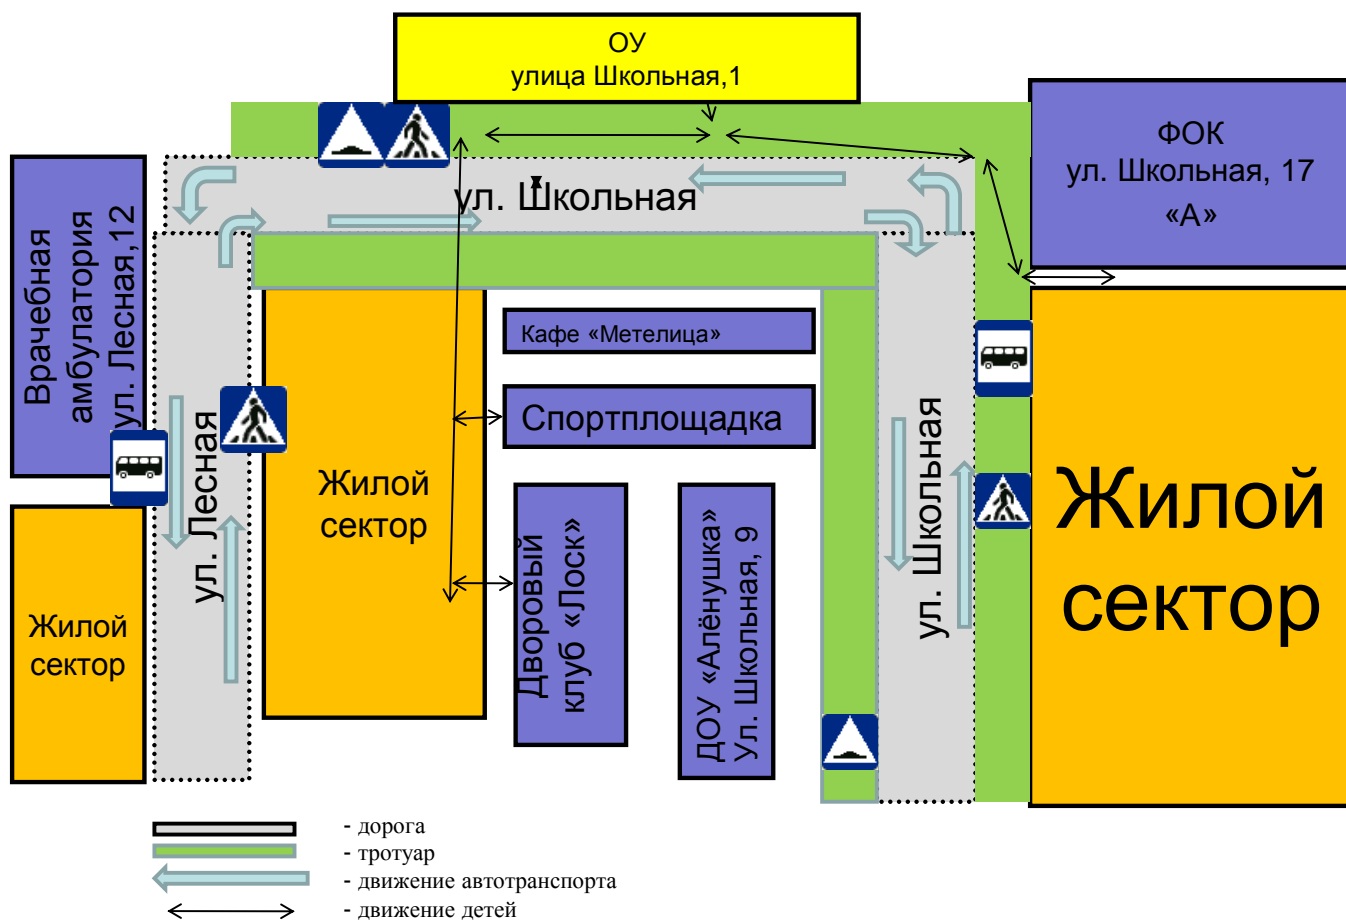 ОУ
улица Школьная,1
ФОК
ул. Школьная, 17
«А»
Врачебная
амбулатория
ул. Лесная,12
ул. Школьная
Кафе «Метелица»
Спортплощадка
ул. Лесная
Жилой
сектор
Дворовый
клуб «Лоск»
ДОУ «Алёнушка»
Ул. Школьная, 9
ул. Школьная
Жилой
сектор
Жилой
сектор
- дорога
- тротуар
- движение автотранспорта
- движение детей